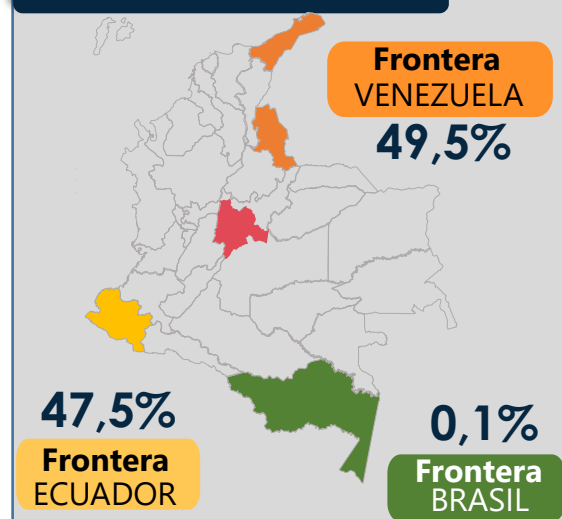 Frontera
VENEZUELA
49,5%
47,5%
Frontera
ECUADOR
0,1%
Frontera
BRASIL